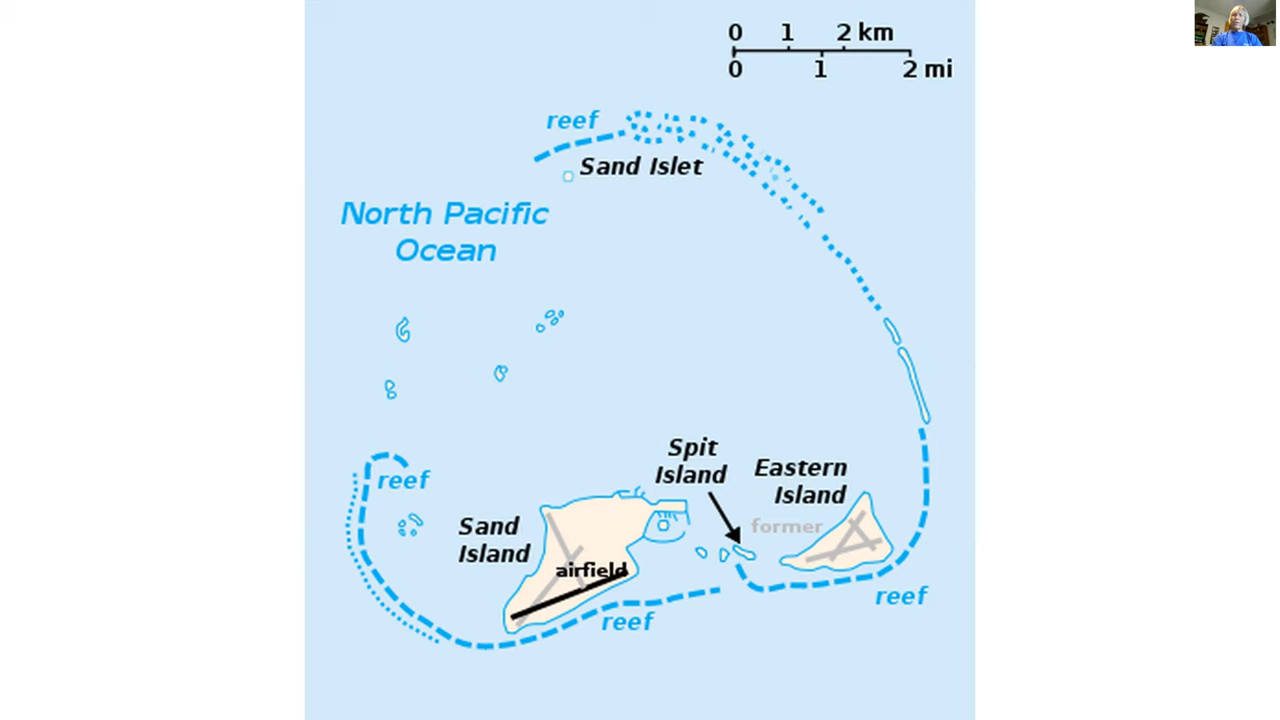 0 1 2 km
0 1 2 mi
reef
Sand Islet
North Pacific
Ocean
Spit
Island
Eastern
Island
reef
former
Sand
Island
airfield
reef
reef